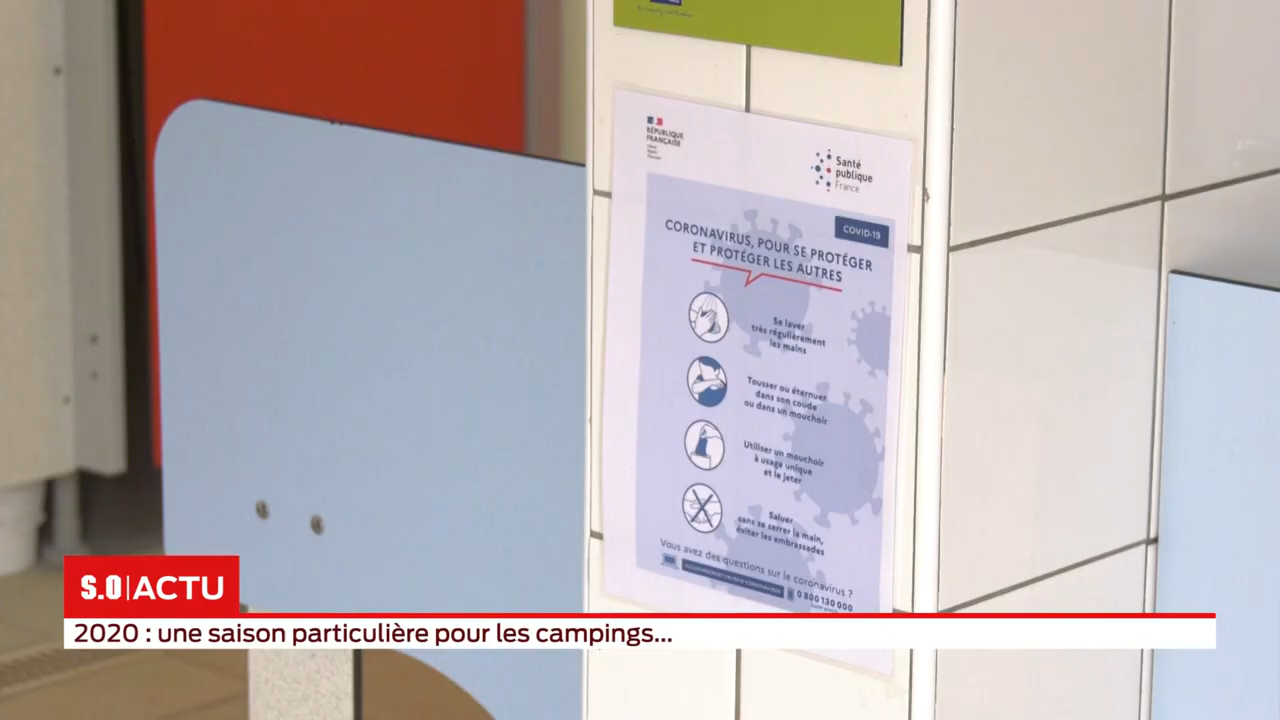 RÉPUBLIQUE
FRANÇAISE
Santé
publique
France
COVID-19
CORONAVIRUS, POUR SE PROTÉGER
ET PROTÉGER LES AUTRES
Se laver
très régulièrement
les mains
Tousser ou éternuer
dans son coude
ou dans un mouchoir
Utiliser un mouchoir
à usage unique
et le jeter
Saluer
sans se serrer la main,
éviter les embrassades
Vous avez des questions sur le coronavirus ?
0 800 130 000
S.O|ACTU
2020 : une saison particulière pour les campings...